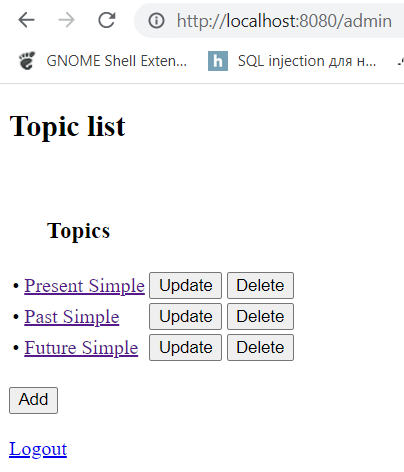 http://localhost:8080/admin
GNOME Shell Exten... SQL injection для н...
Topic list
Topics
• Present Simple Update Delete
• Past Simple Update Delete
• Future Simple Update Delete
Add
Logout